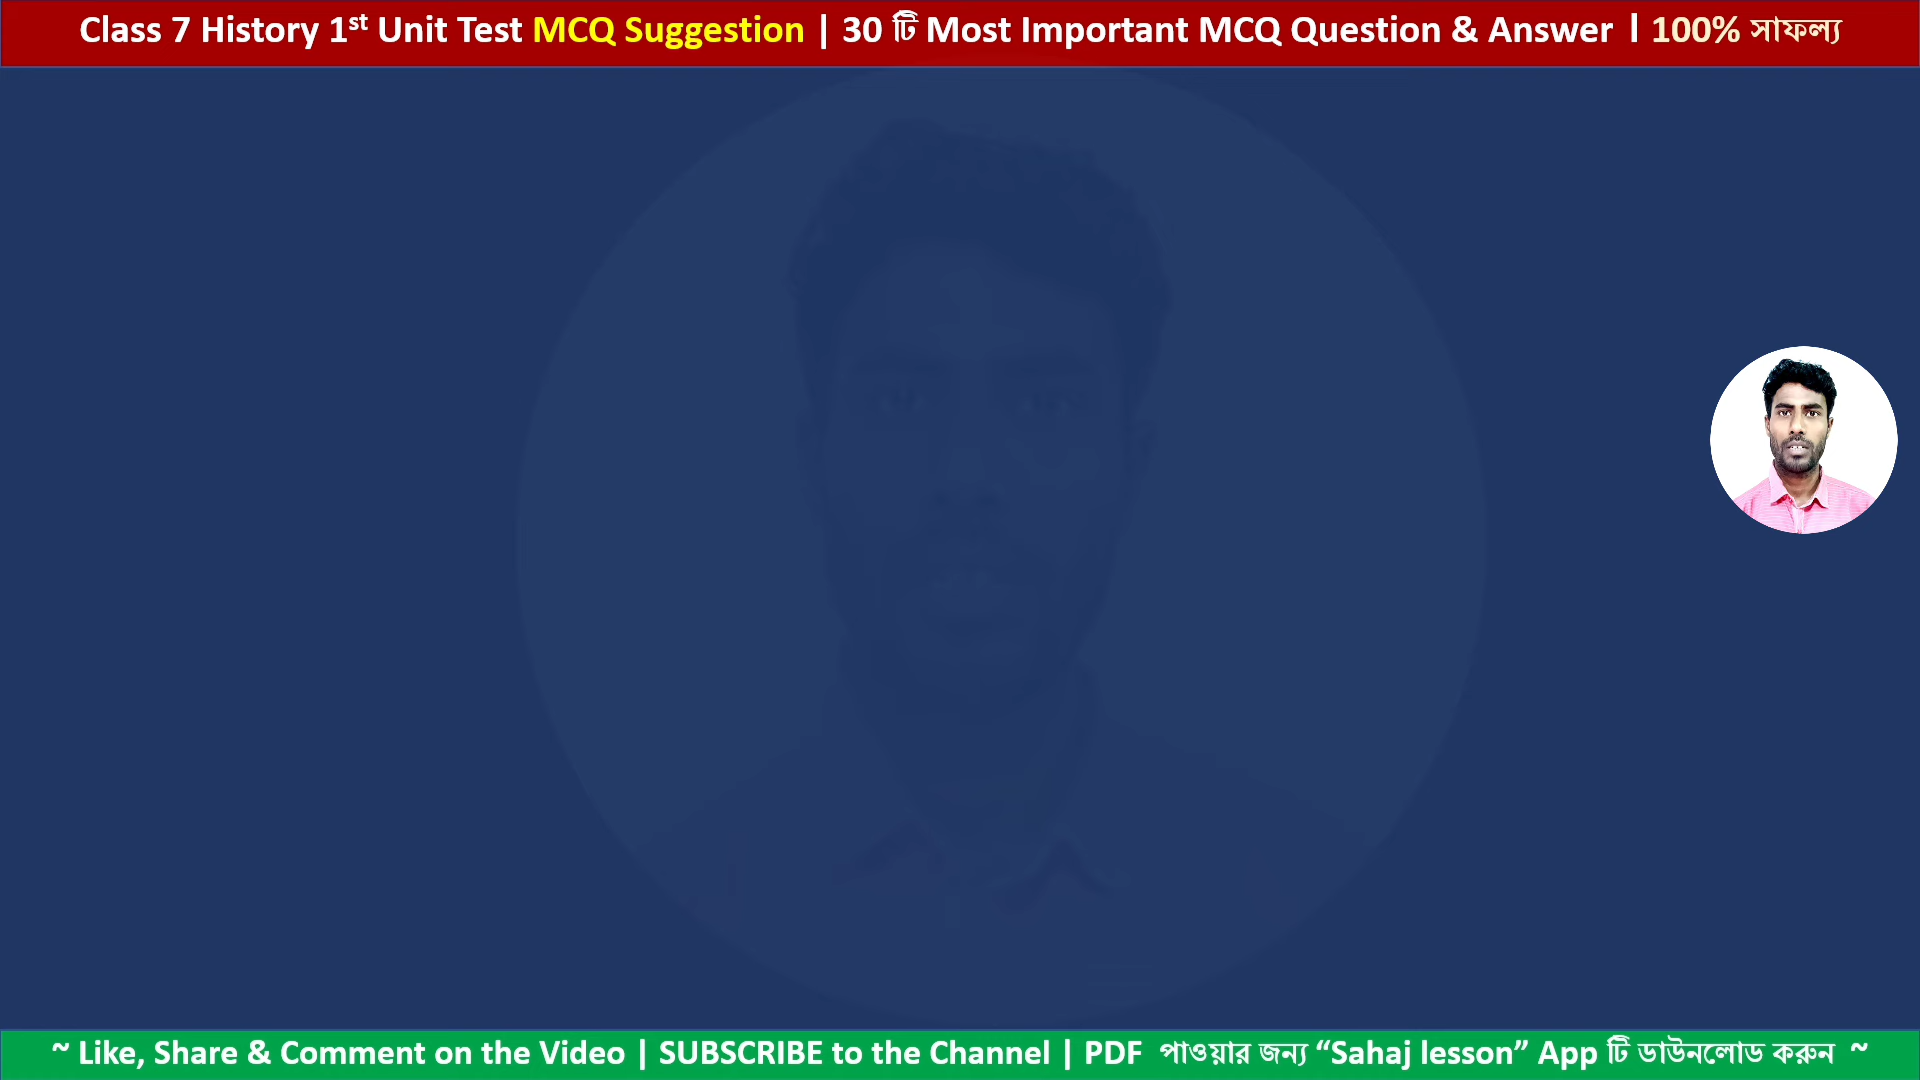 Class 7 History 1st Unit Test MCQ Suggestion | 30 টি Most Important MCQ Question & Answer । 100% সাফল্য
~ Like, Share & Comment on the Video | SUBSCRIBE to the Channel | PDF পাওয়ার জন্য “Sahaj lesson” App টি ডাউনলোড করুন ~